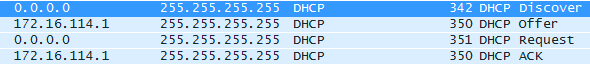 0.0.0.0 255.255.255.255 DHCP 342 DHCP Discover
172.16.114.1 255.255.255.255 DHCP 350 DHCP Offer
0.0.0.0 255.255.255.255 DHCP 351 DHCP Request
172.16.114.1 255.255.255.255 DHCP 350 DHCP ACK